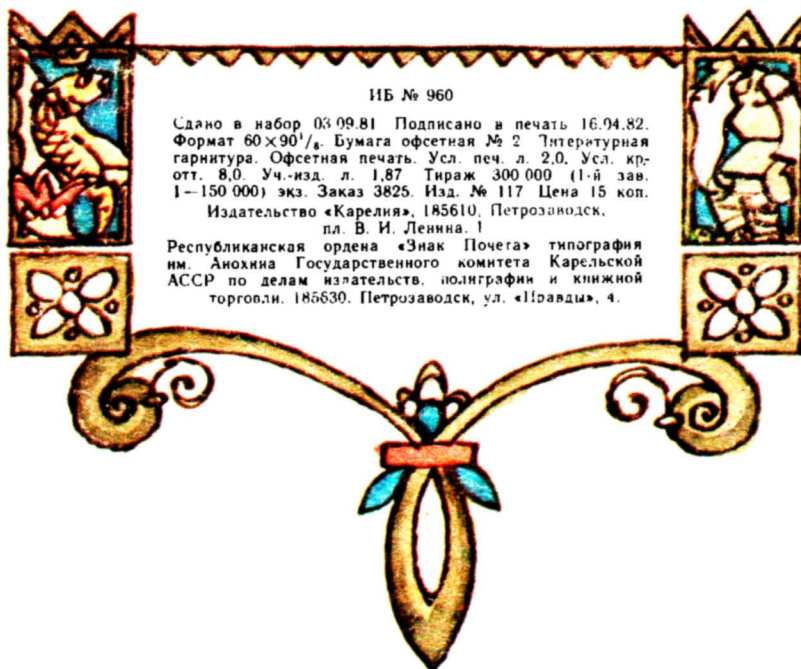 ИБ № 960
Сдано в набор 03 09.81 Подписано в печать 16.04.82.
Формат 60×90¹/₈. Бумага офсетная № 2 Литературная
гарнитура. Офсетная печать. Усл. печ. л. 2,0. Усл. кр.-
отт. 8,0. Уч.-изд. л. 1,87 Тираж 300 000 (1-й зав.
1—150 000) экз. Заказ 3825. Изд. № 117 Цена 15 коп.
Издательство «Карелия», 185610, Петрозаводск,
пл. В. И. Ленина. 1
Республиканская ордена «Знак Почета» типография
им. Анохина Государственного комитета Карельской
АССР по делам издательств, полиграфии и книжной
торговли. 185630. Петрозаводск, ул. «Правды», 4.